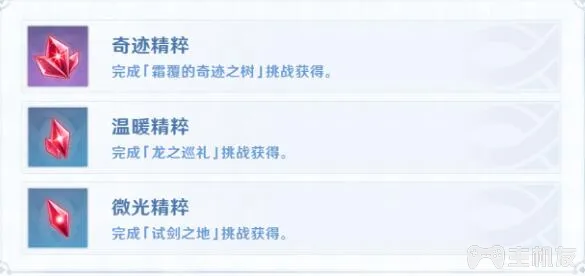 奇迹精粹
完成「霜覆的奇迹之树」挑战获得。
温暖精粹
完成「龙之巡礼」挑战获得。
微光精粹
完成「试剑之地」挑战获得。
主机友